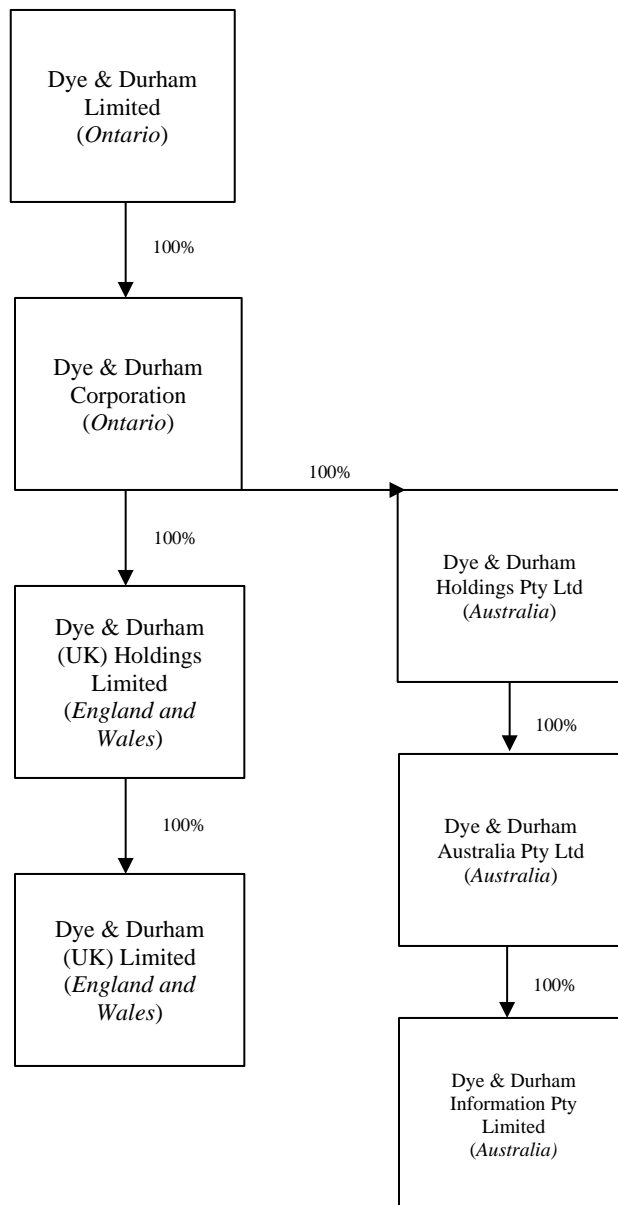 Dye & Durham
Limited
(Ontario)
100%
Dye & Durham
Corporation
(Ontario)
100%
100%
Dye & Durham
Holdings Pty Ltd
(Australia)
Dye & Durham
(UK) Holdings
Limited
(England and
Wales)
100%
100%
Dye & Durham
Australia Pty Ltd
(Australia)
Dye & Durham
(UK) Limited
(England and
Wales)
100%
Dye & Durham
Information Pty
Limited
(Australia)